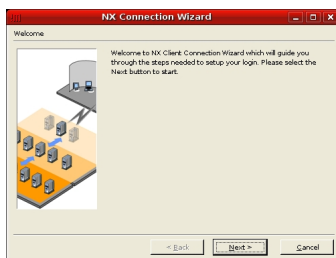 NX Connection Wizard
Welcome
Welcome to NX Client Connection Wizard which will guide you
through the steps needed to setup your login. Please select the
Next button to start.
< Back
Next >
Cancel